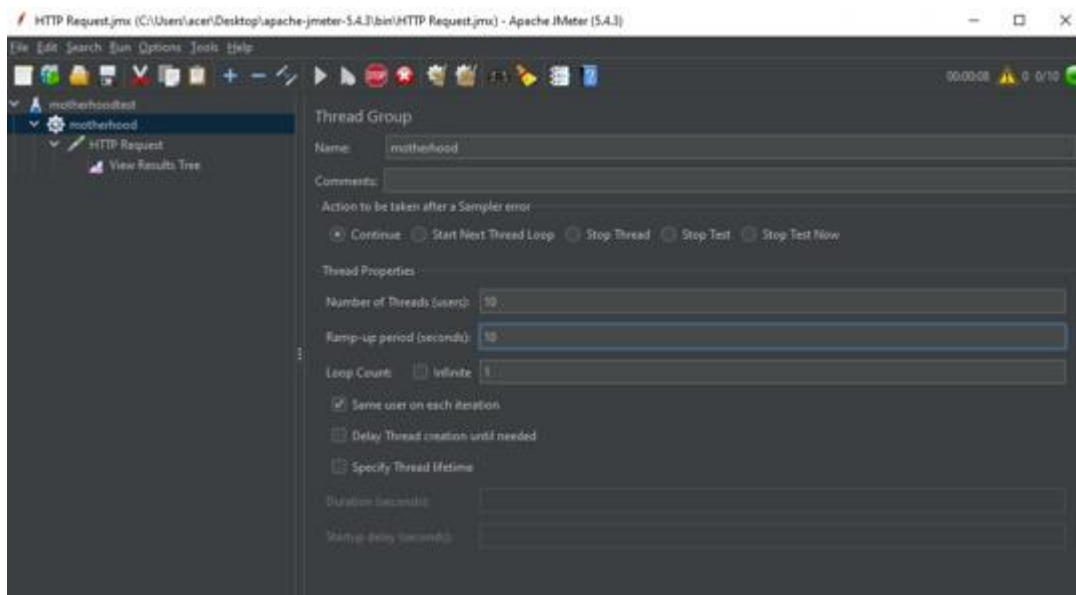 HTTP Request.jmx (C:\Users\acer\Desktop\apache-jmeter-5.4.3\bin\HTTP Request.jmx) - Apache JMeter (5.4.3)
File Edit Search Run Options Tools Help
STOP
00:00:08 0 0/10
motherhoodtest
motherhood
HTTP Request
View Results Tree
Thread Group
Name: motherhood
Comments:
Action to be taken after a Sampler error
Continue Start Next Thread Loop Stop Thread Stop Test Stop Test Now
Thread Properties
Number of Threads (users): 10
Ramp-up period (seconds): 10
Loop Count: Infinite 1
Same user on each iteration
Delay Thread creation until needed
Specify Thread lifetime
Duration (seconds):
Startup delay (seconds):